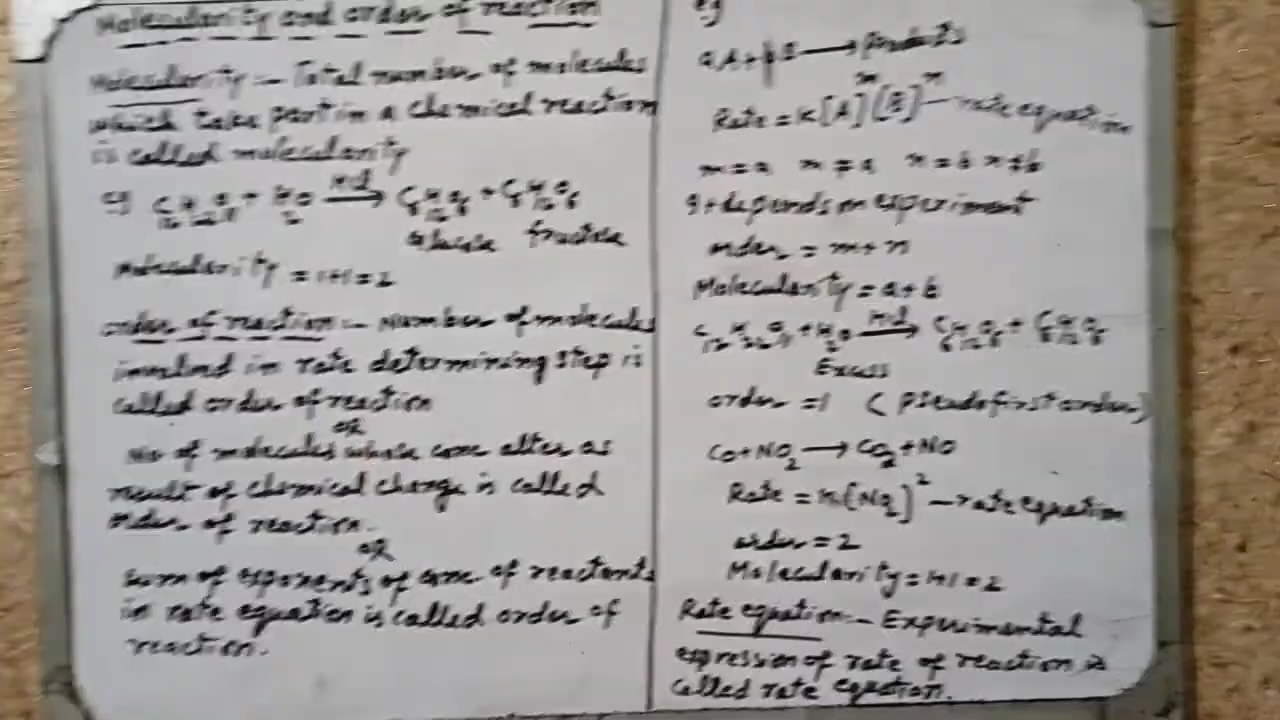 Molecularity and order of reaction
Molecularity :- Total number of molecules
which take part in a chemical reaction
is called molecularity
eg C₁₂H₂₂O₁₁ + H₂O —HCl→ C₆H₁₂O₆ + C₆H₁₂O₆
Glucose fructose
Molecularity = 1+1 = 2
order of reaction :- Number of molecules
involved in rate determining step is
called order of reaction
or
No of molecules whose conc alter as
result of chemical change is called
order of reaction.
or
Sum of exponents of conc of reactants
in rate equation is called order of
reaction.
eg
aA + bB → Products
Rate = K[A]ᵐ[B]ⁿ — rate equation
m = a m ≠ a n = b n ≠ b
It depends on experiment
order = m + n
Molecularity = a + b
C₁₂H₂₂O₁₁ + H₂O —HCl→ C₆H₁₂O₆ + C₆H₁₂O₆
Excess
order = 1 (Pseudo first order)
CO + NO₂ → CO₂ + NO
Rate = K[NO₂]² — rate equation
order = 2
Molecularity = 1+1 = 2
Rate equation :- Experimental
expression of rate of reaction is
called rate equation.